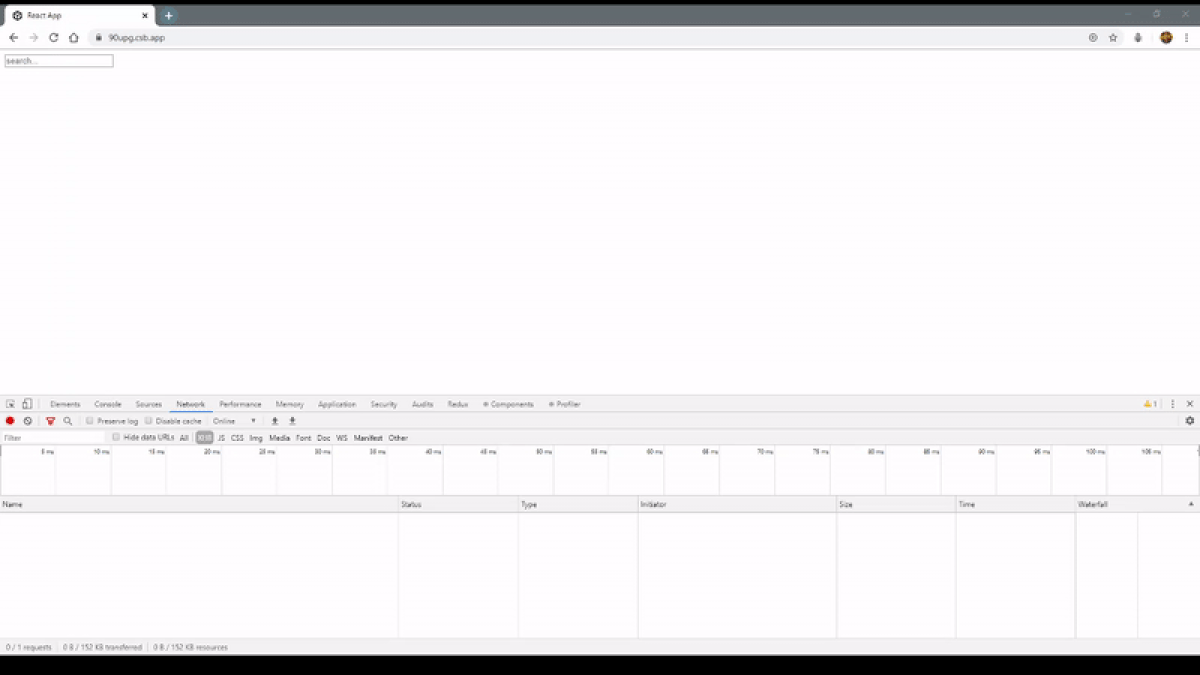 React App
90upg.csb.app
search...
Elements Console Sources Network Performance Memory Application Security Audits Redux Components Profiler 1
Preserve log Disable cache Online
Filter Hide data URLs All XHR JS CSS Img Media Font Doc WS Manifest Other
5 ms 10 ms 15 ms 20 ms 25 ms 30 ms 35 ms 40 ms 45 ms 50 ms 55 ms 60 ms 65 ms 70 ms 75 ms 80 ms 85 ms 90 ms 95 ms 100 ms 105 ms
Name Status Type Initiator Size Time Waterfall
0 / 1 requests 0 B / 152 KB transferred 0 B / 152 KB resources